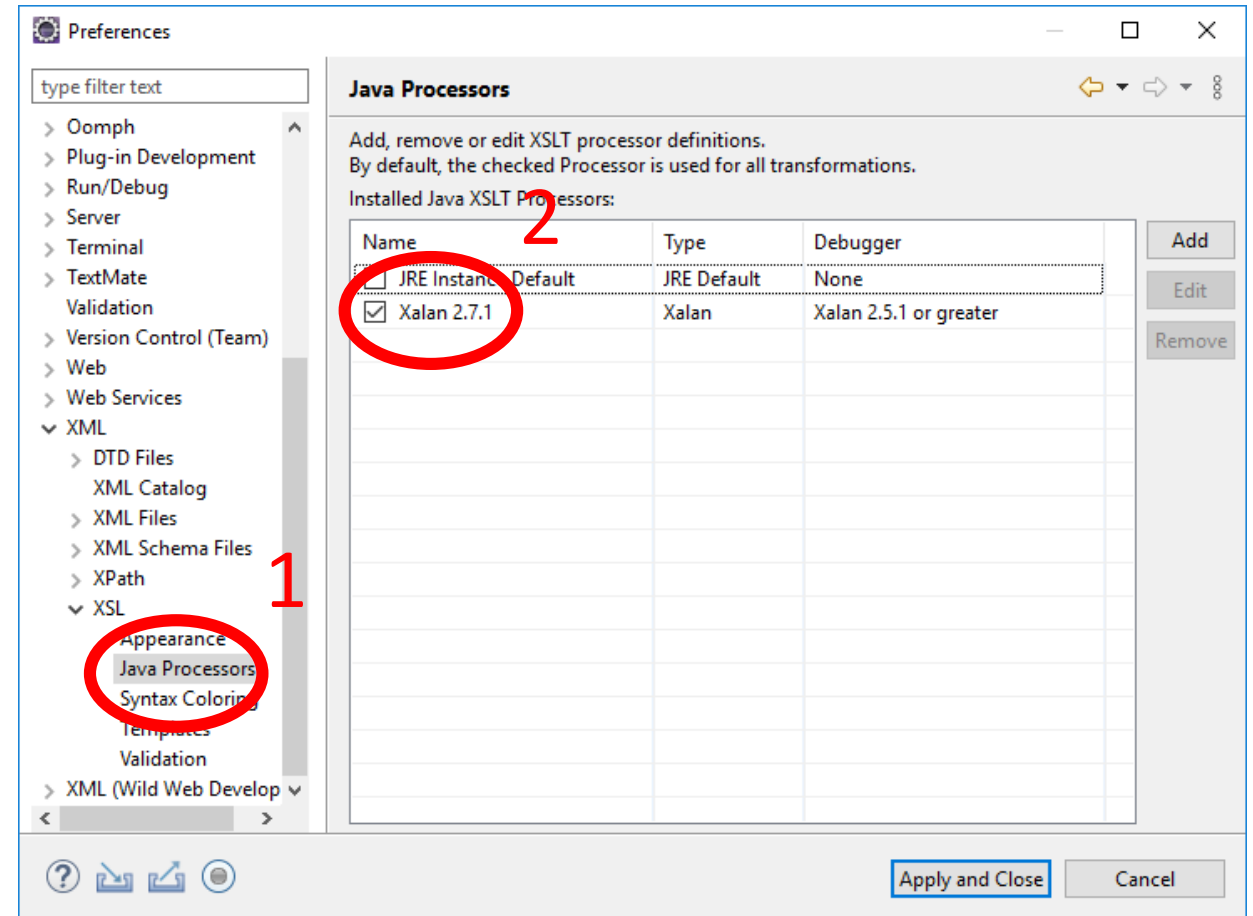 Preferences
type filter text
Oomph
Plug-in Development
Run/Debug
Server
Terminal
TextMate
Validation
Version Control (Team)
Web
Web Services
XML
DTD Files
XML Catalog
XML Files
XML Schema Files
XPath
1
XSL
Appearance
Java Processors
Syntax Coloring
Templates
Validation
XML (Wild Web Develop
Java Processors
Add, remove or edit XSLT processor definitions.
By default, the checked Processor is used for all transformations.
Installed Java XSLT Processors:
2
Name Type Debugger
JRE Instance Default JRE Default None
Xalan 2.7.1 Xalan Xalan 2.5.1 or greater
Add
Edit
Remove
Apply and Close Cancel